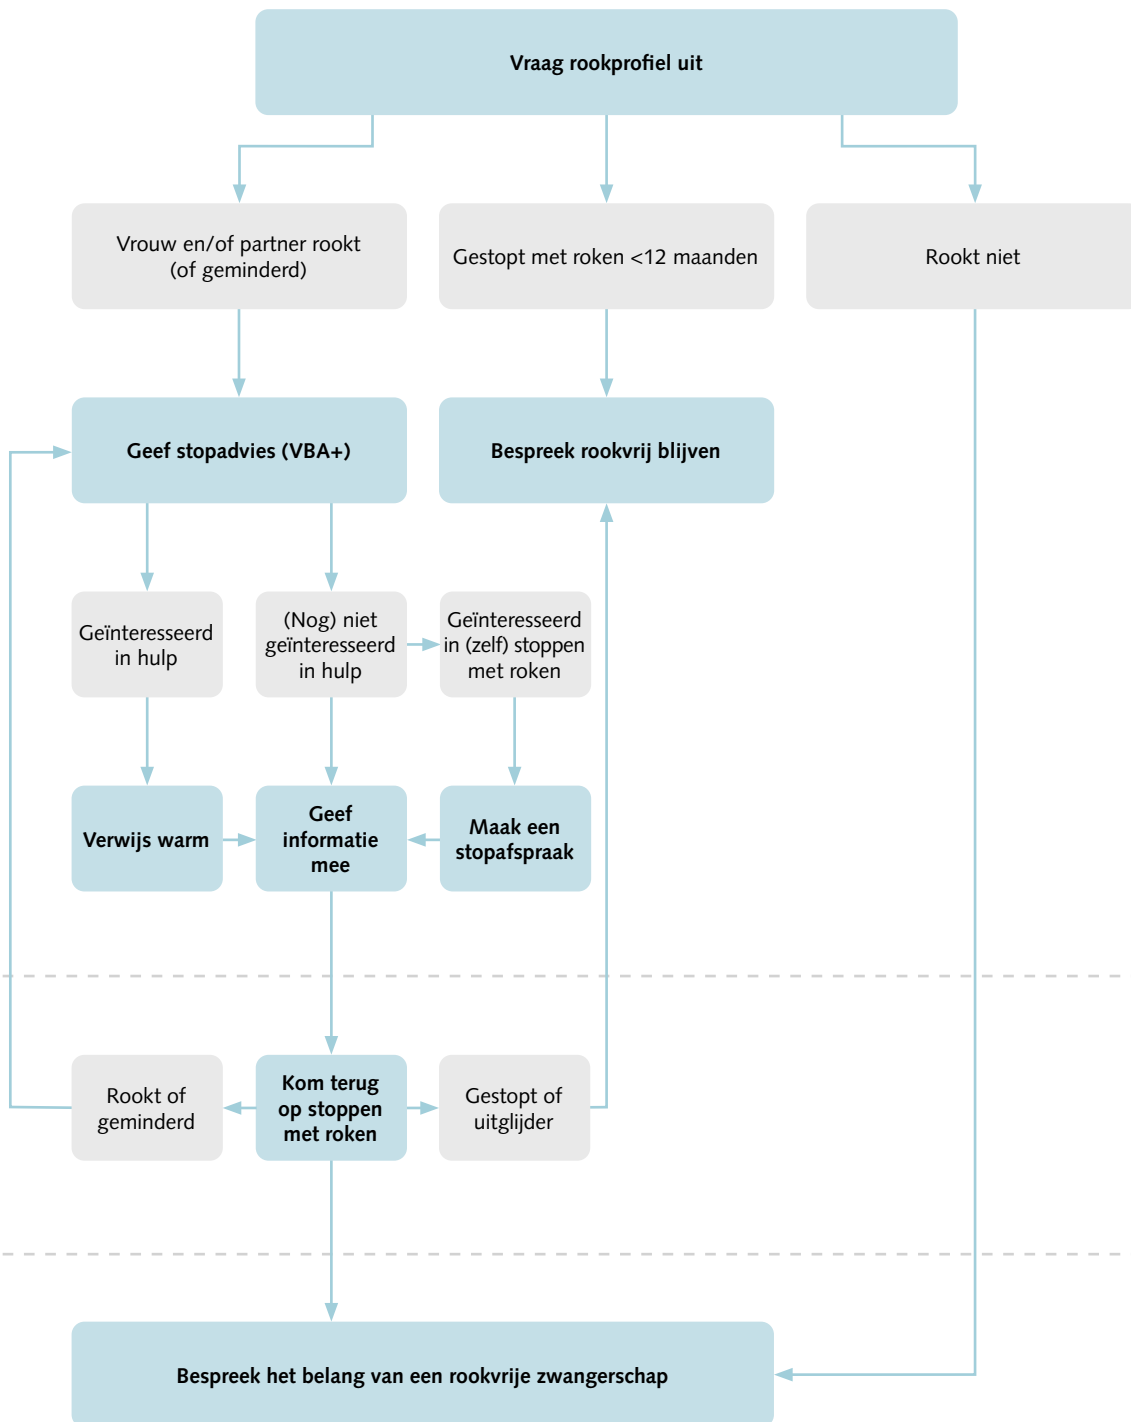 Vraag rookprofiel uit
Vrouw en/of partner rookt
(of geminderd)
Gestopt met roken <12 maanden
Rookt niet
Geef stopadvies (VBA+)
Bespreek rookvrij blijven
Geïnteresseerd
in hulp
(Nog) niet
geïnteresseerd
in hulp
Geïnteresseerd
in (zelf) stoppen
met roken
Verwijs warm
Geef
informatie
mee
Maak een
stopafspraak
Rookt of
geminderd
Kom terug
op stoppen
met roken
Gestopt of
uitglijder
Bespreek het belang van een rookvrije zwangerschap